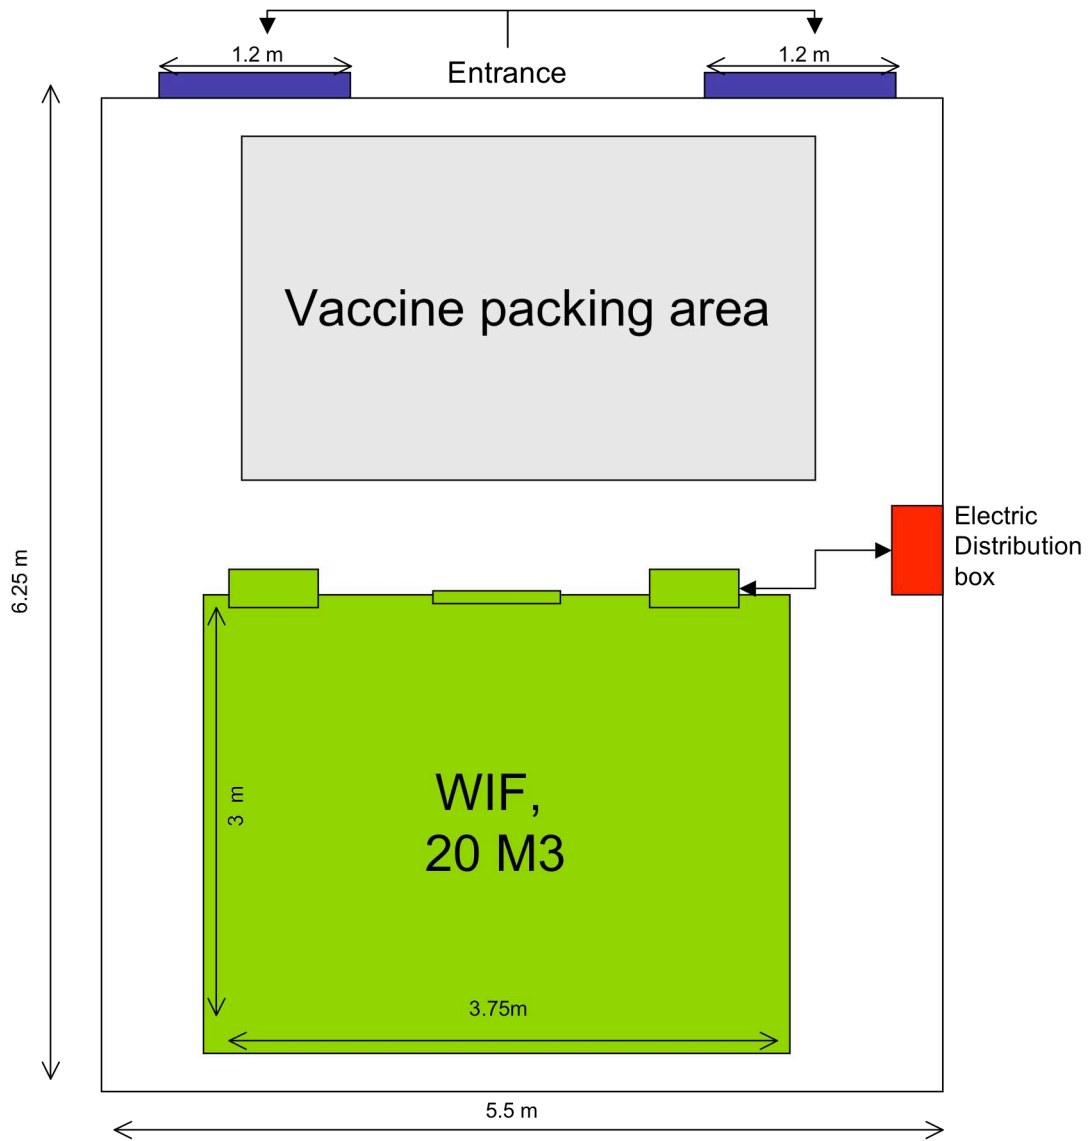 1.2 m
1.2 m
Entrance
Vaccine packing area
Electric
Distribution
box
6.25 m
WIF,
20 M3
3 m
3.75m
5.5 m